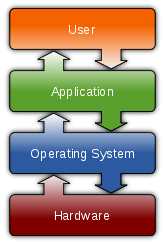 User
Application
Operating System
Hardware